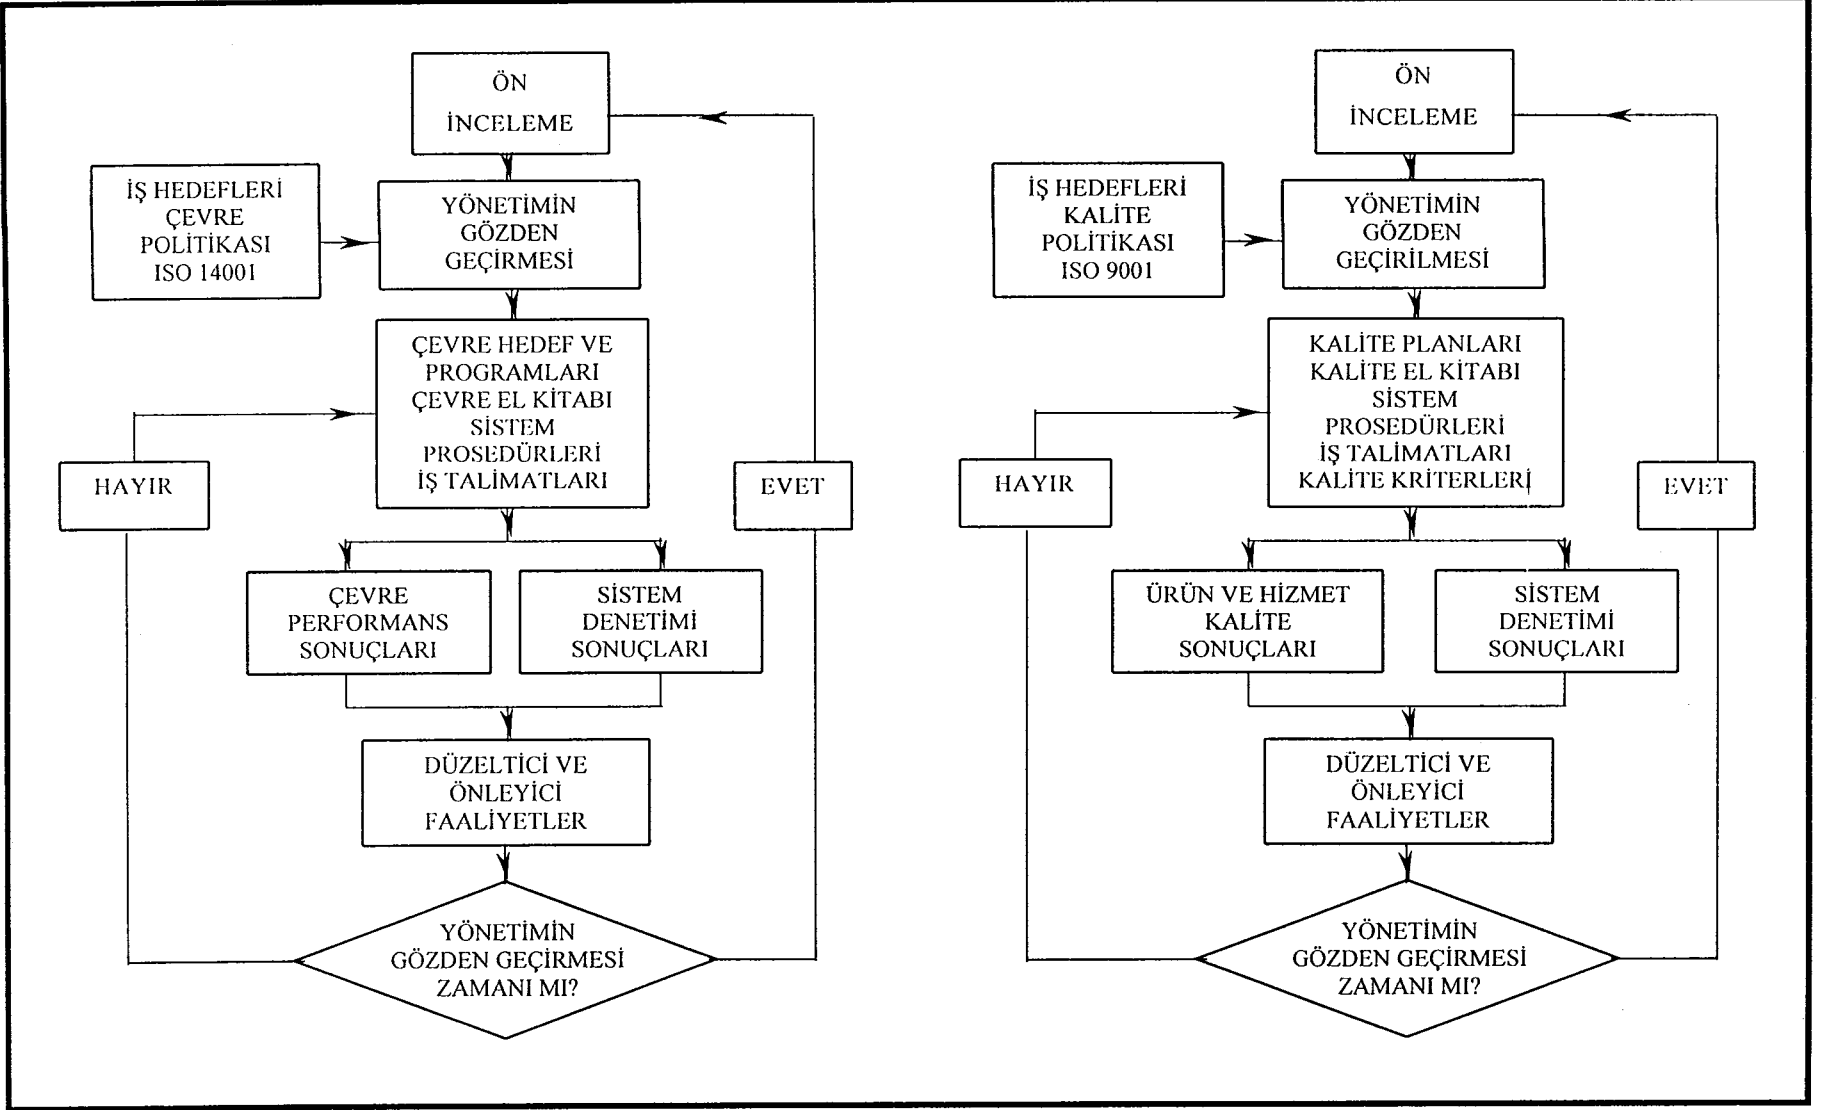 ÖN
İNCELEME
İŞ HEDEFLERİ
ÇEVRE
POLİTİKASI
ISO 14001
YÖNETİMİN
GÖZDEN
GEÇİRMESİ
ÇEVRE HEDEF VE
PROGRAMLARI
ÇEVRE EL KİTABI
SİSTEM
PROSEDÜRLERİ
İŞ TALİMATLARI
HAYIR
EVET
ÇEVRE
PERFORMANS
SONUÇLARI
SİSTEM
DENETİMİ
SONUÇLARI
DÜZELTİCİ VE
ÖNLEYİCİ
FAALİYETLER
YÖNETİMİN
GÖZDEN GEÇİRMESİ
ZAMANI MI?
ÖN
İNCELEME
İŞ HEDEFLERİ
KALİTE
POLİTİKASI
ISO 9001
YÖNETİMİN
GÖZDEN
GEÇİRİLMESİ
KALİTE PLANLARI
KALİTE EL KİTABI
SİSTEM
PROSEDÜRLERİ
İŞ TALİMATLARI
KALİTE KRİTERLERİ
HAYIR
EVET
ÜRÜN VE HİZMET
KALİTE
SONUÇLARI
SİSTEM
DENETİMİ
SONUÇLARI
DÜZELTİCİ VE
ÖNLEYİCİ
FAALİYETLER
YÖNETİMİN
GÖZDEN GEÇİRMESİ
ZAMANI MI?